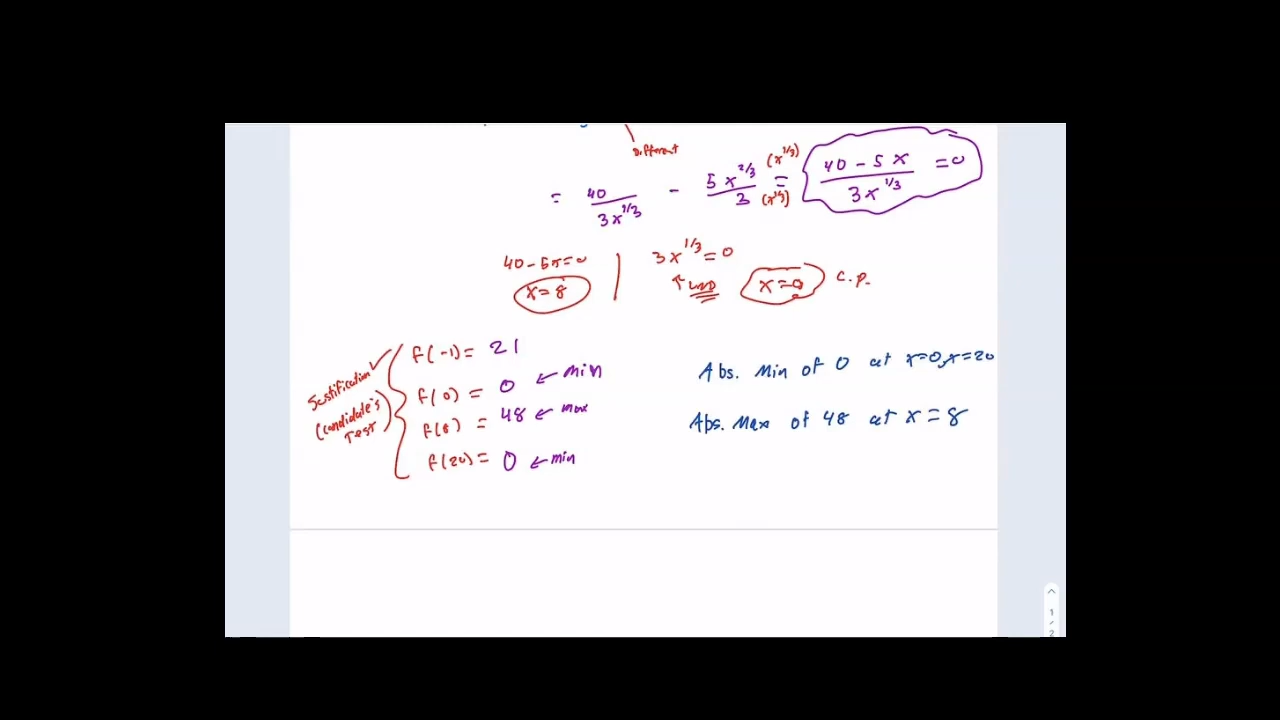 Different
= 40/3x^{1/3} - 5x^{2/3}/3 (x^{1/3})/(x^{1/3}) = (40 - 5x)/3x^{1/3} = 0
40 - 5x = 0 | 3x^{1/3} = 0
x = 8 ↑ UND x = 0 C.P.
Justification ✓
(Candidate's Test)
f(-1) = 21
f(0) = 0 ← min
f(8) = 48 ← max
f(20) = 0 ← min
Abs. Min of 0 at x=0, x=20
Abs. Max of 48 at x = 8
1
/
2